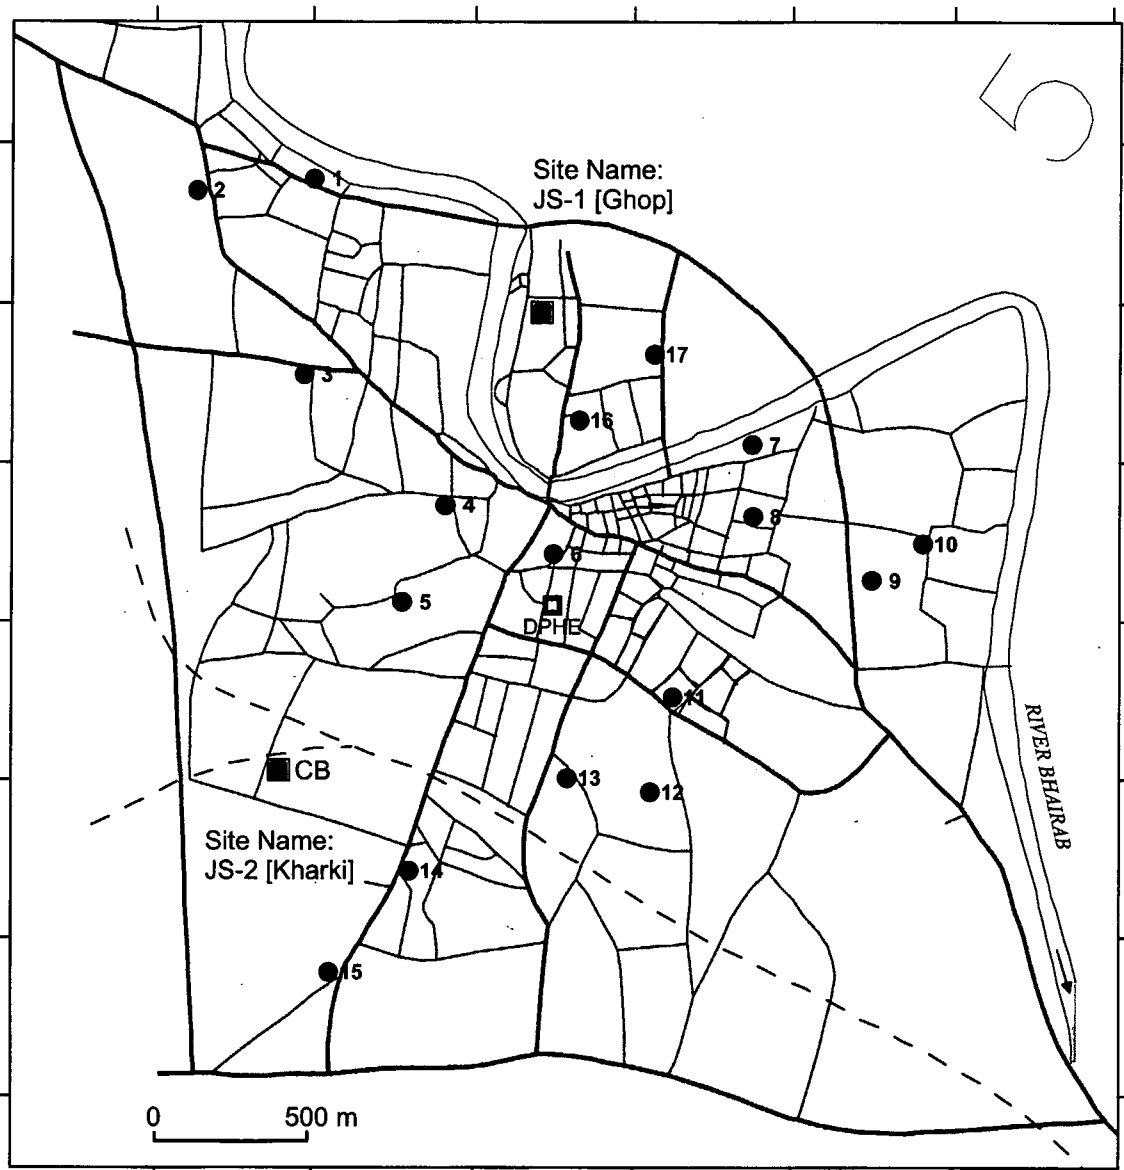 5
Site Name:
JS-1 [Ghop]
1
2
17
3
16
7
4
8
6
10
9
5
DPHE
11
RIVER BHAIRAB
CB
13
12
Site Name:
JS-2 [Kharki]
14
15
0 500 m